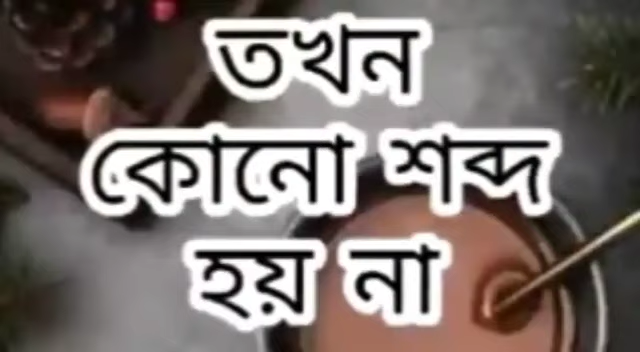 তখন
কোনো শব্দ
হয় না